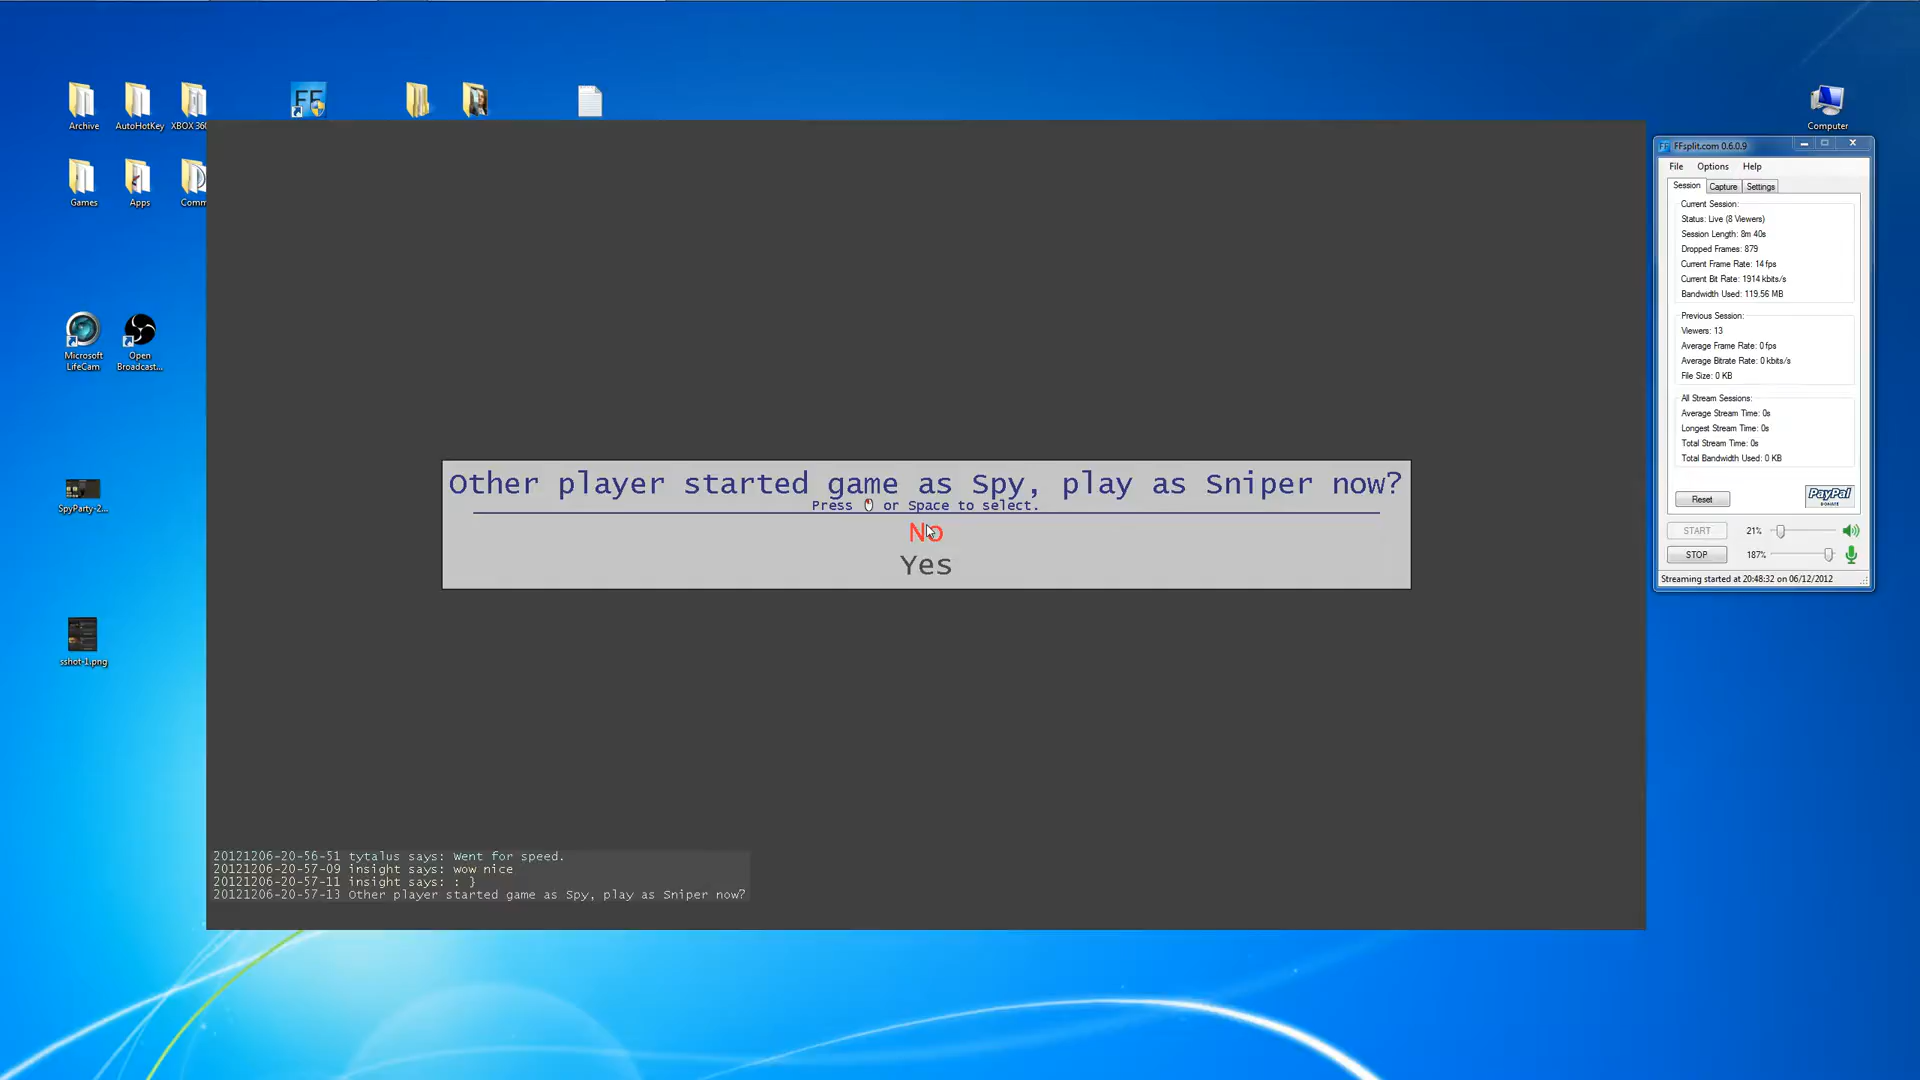 Archive
AutoHotKey
XBOX 360
FF
Computer
Games
Apps
Comm
Microsoft
LifeCam
Open
Broadcast...
SpyParty-2...
sshot-1.png
Other player started game as Spy, play as Sniper now?
Press or Space to select.
No
Yes
20121206-20-56-51 tytalus says: Went for speed.
20121206-20-57-09 insight says: wow nice
20121206-20-57-11 insight says: : }
20121206-20-57-13 Other player started game as Spy, play as Sniper now?
FF FFsplit.com 0.6.0.9
File Options Help
Session Capture Settings
Current Session:
Status: Live (8 Viewers)
Session Length: 8m 40s
Dropped Frames: 879
Current Frame Rate: 14 fps
Current Bit Rate: 1914 kbits/s
Bandwidth Used: 119.56 MB
Previous Session:
Viewers: 13
Average Frame Rate: 0 fps
Average Bitrate Rate: 0 kbits/s
File Size: 0 KB
All Stream Sessions:
Average Stream Time: 0s
Longest Stream Time: 0s
Total Stream Time: 0s
Total Bandwidth Used: 0 KB
Reset
PayPal
DONATE
START 21%
STOP 187%
Streaming started at 20:48:32 on 06/12/2012